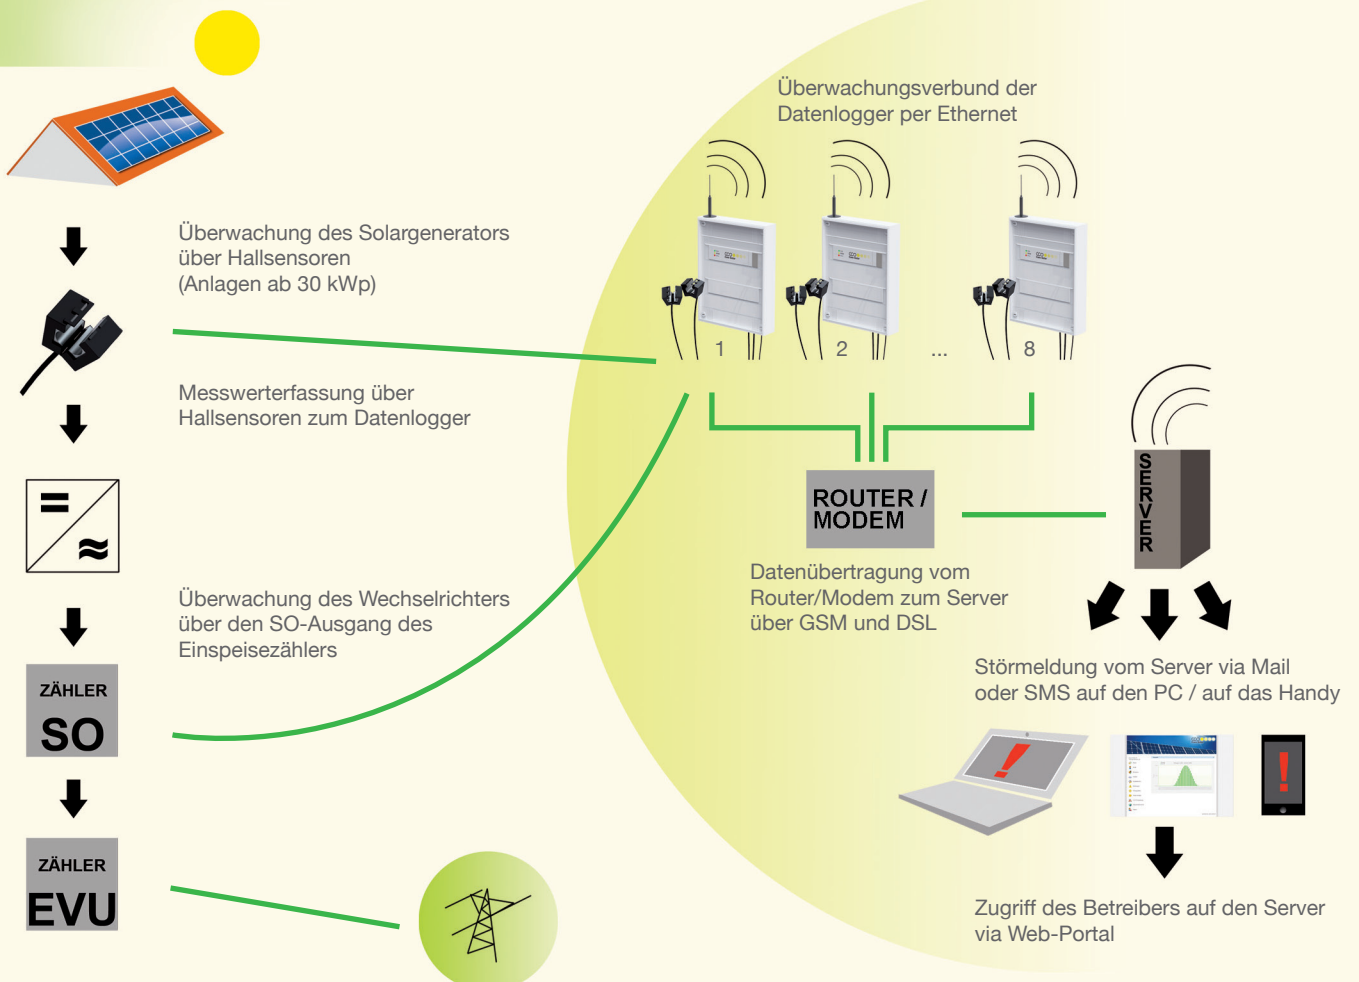 Überwachungsverbund der
Datenlogger per Ethernet
Überwachung des Solargenerators
über Hallsensoren
(Anlagen ab 30 kWp)
1
2
...
8
Messwerterfassung über
Hallsensoren zum Datenlogger
SERVER
ROUTER /
MODEM
Datenübertragung vom
Router/Modem zum Server
über GSM und DSL
Überwachung des Wechselrichters
über den SO-Ausgang des
Einspeisezählers
Störmeldung vom Server via Mail
oder SMS auf den PC / auf das Handy
ZÄHLER
SO
!
!
ZÄHLER
EVU
Zugriff des Betreibers auf den Server
via Web-Portal